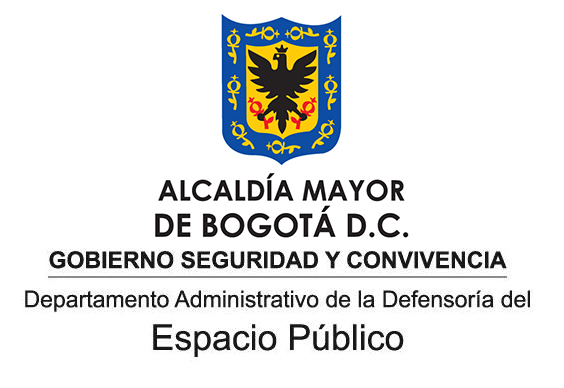 ALCALDÍA MAYOR
DE BOGOTÁ D.C.
GOBIERNO SEGURIDAD Y CONVIVENCIA
Departamento Administrativo de la Defensoría del
Espacio Público